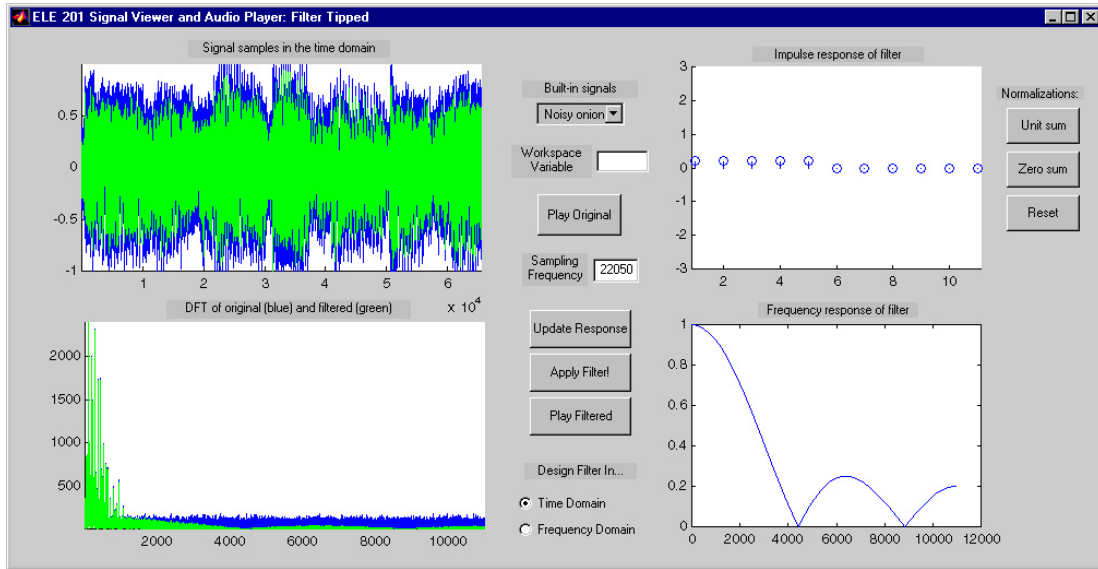 ELE 201 Signal Viewer and Audio Player: Filter Tipped
Signal samples in the time domain
0.5
0
-0.5
-1
1
2
3
4
5
6
x 10^4
Built-in signals
Noisy onion
Workspace
Variable
Play Original
Sampling
Frequency
22050
Impulse response of filter
3
2
1
0
-1
-2
-3
2
4
6
8
10
Normalizations:
Unit sum
Zero sum
Reset
DFT of original (blue) and filtered (green)
2000
1500
1000
500
2000
4000
6000
8000
10000
Update Response
Apply Filter!
Play Filtered
Design Filter In...
Time Domain
Frequency Domain
Frequency response of filter
1
0.8
0.6
0.4
0.2
0
0
2000
4000
6000
8000
10000
12000